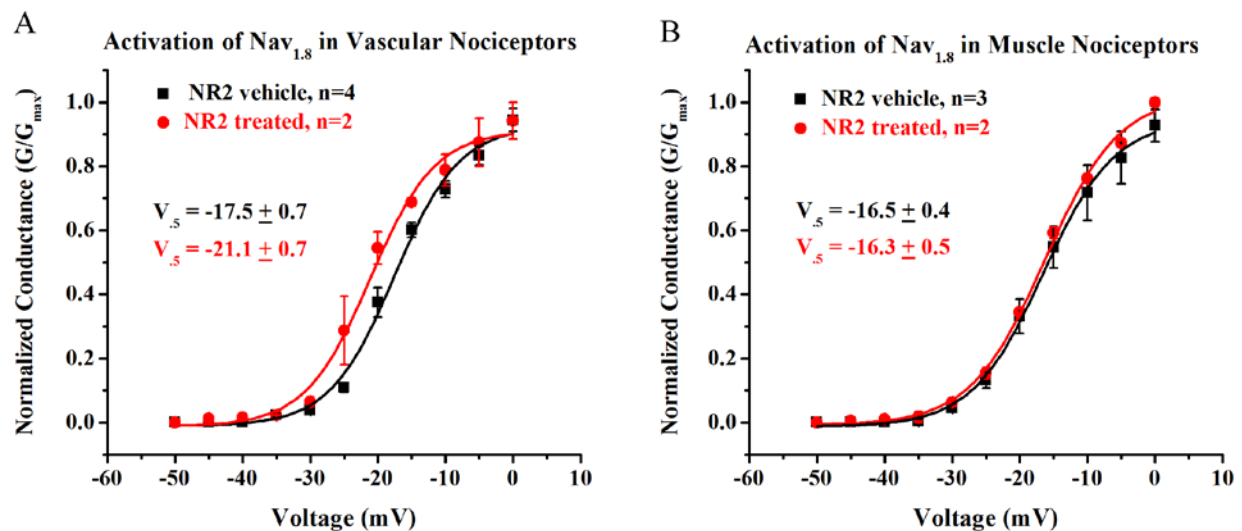 A
Activation of Nav1.8 in Vascular Nociceptors
NR2 vehicle, n=4
NR2 treated, n=2
V.5 = -17.5 ± 0.7
V.5 = -21.1 ± 0.7
Normalized Conductance (G/Gmax)
1.0
0.8
0.6
0.4
0.2
0.0
-60 -50 -40 -30 -20 -10 0 10
Voltage (mV)
B
Activation of Nav1.8 in Muscle Nociceptors
NR2 vehicle, n=3
NR2 treated, n=2
V.5 = -16.5 ± 0.4
V.5 = -16.3 ± 0.5
Normalized Conductance (G/Gmax)
1.0
0.8
0.6
0.4
0.2
0.0
-60 -50 -40 -30 -20 -10 0 10
Voltage (mV)